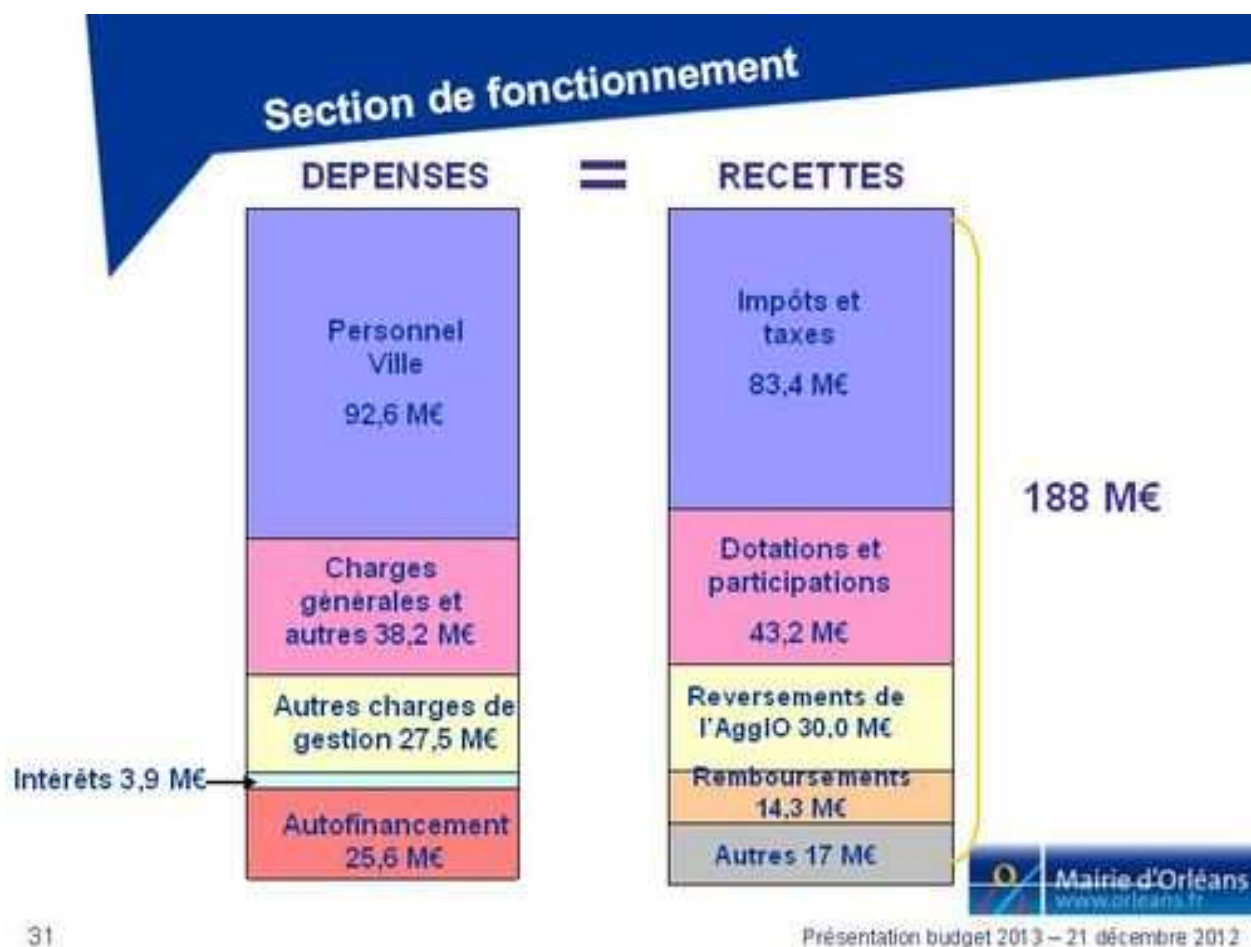 Section de fonctionnement
DEPENSES = RECETTES
Personnel
Ville
92,6 M€
Charges
générales et
autres 38,2 M€
Autres charges de
gestion 27,5 M€
Intérêts 3,9 M€
Autofinancement
25,6 M€
Impôts et
taxes
83,4 M€
Dotations et
participations
43,2 M€
Reversements de
l'AgglO 30.0 M€
Remboursements
14,3 M€
Autres 17 M€
188 M€
Mairie d'Orléans
www.orleans.fr
31
Présentation budget 2013 – 21 décembre 2012